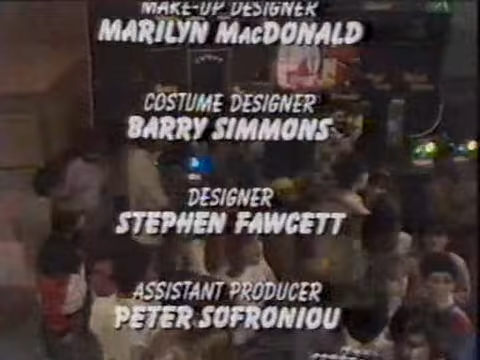 MAKE-UP DESIGNER
MARILYN MacDONALD
COSTUME DESIGNER
BARRY SIMMONS
DESIGNER
STEPHEN FAWCETT
ASSISTANT PRODUCER
PETER SOFRONIOU